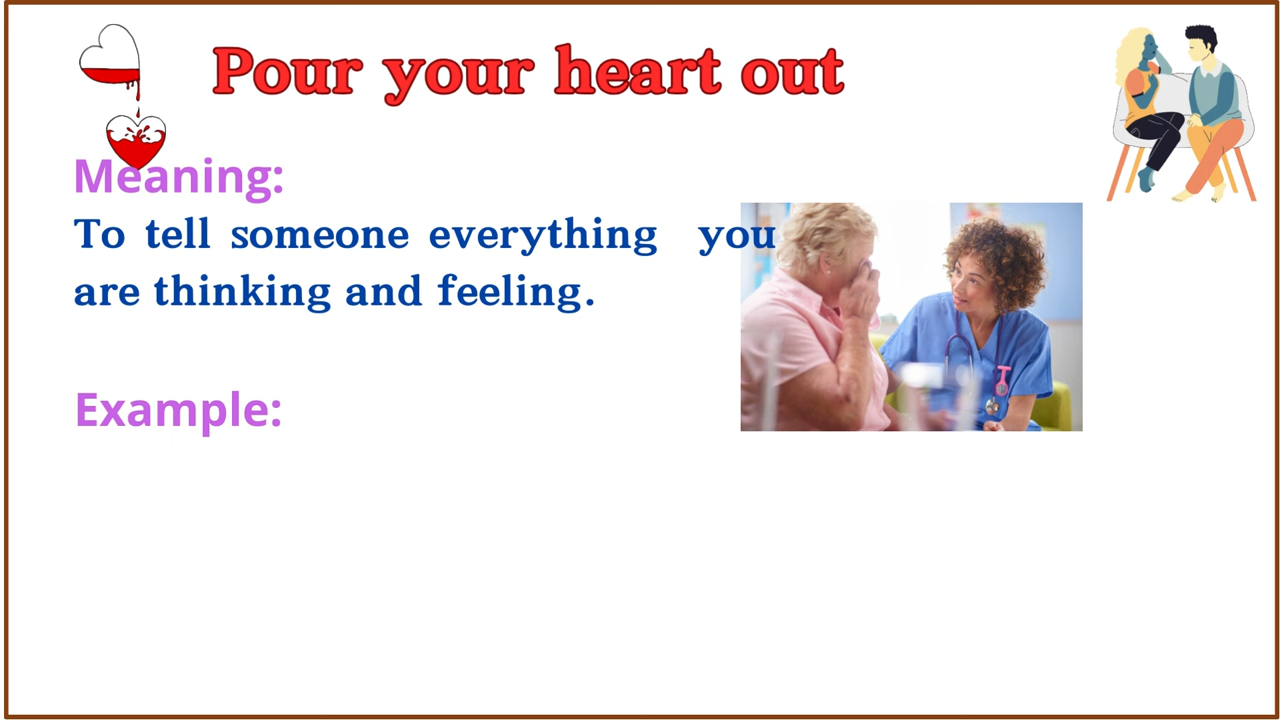 Pour your heart out
Meaning:
To tell someone everything you
are thinking and feeling.
Example: